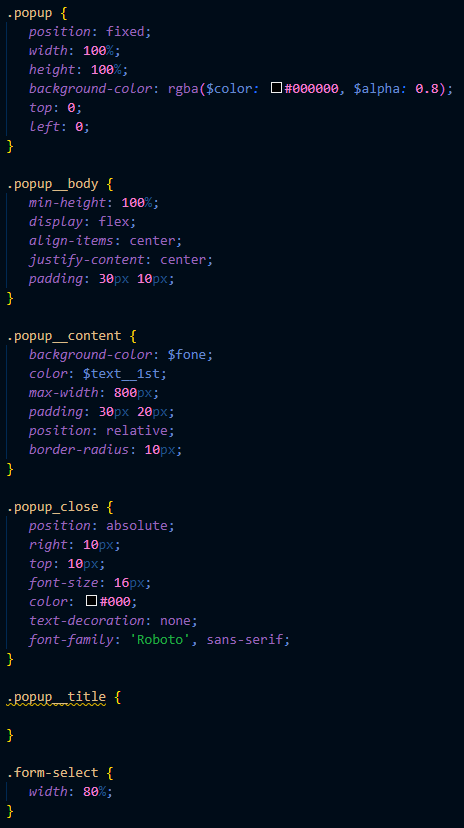 .popup {
position: fixed;
width: 100%;
height: 100%;
background-color: rgba($color: #000000, $alpha: 0.8);
top: 0;
left: 0;
}
.popup__body {
min-height: 100%;
display: flex;
align-items: center;
justify-content: center;
padding: 30px 10px;
}
.popup__content {
background-color: $fone;
color: $text__1st;
max-width: 800px;
padding: 30px 20px;
position: relative;
border-radius: 10px;
}
.popup_close {
position: absolute;
right: 10px;
top: 10px;
font-size: 16px;
color: #000;
text-decoration: none;
font-family: 'Roboto', sans-serif;
}
.popup__title {
}
.form-select {
width: 80%;
}